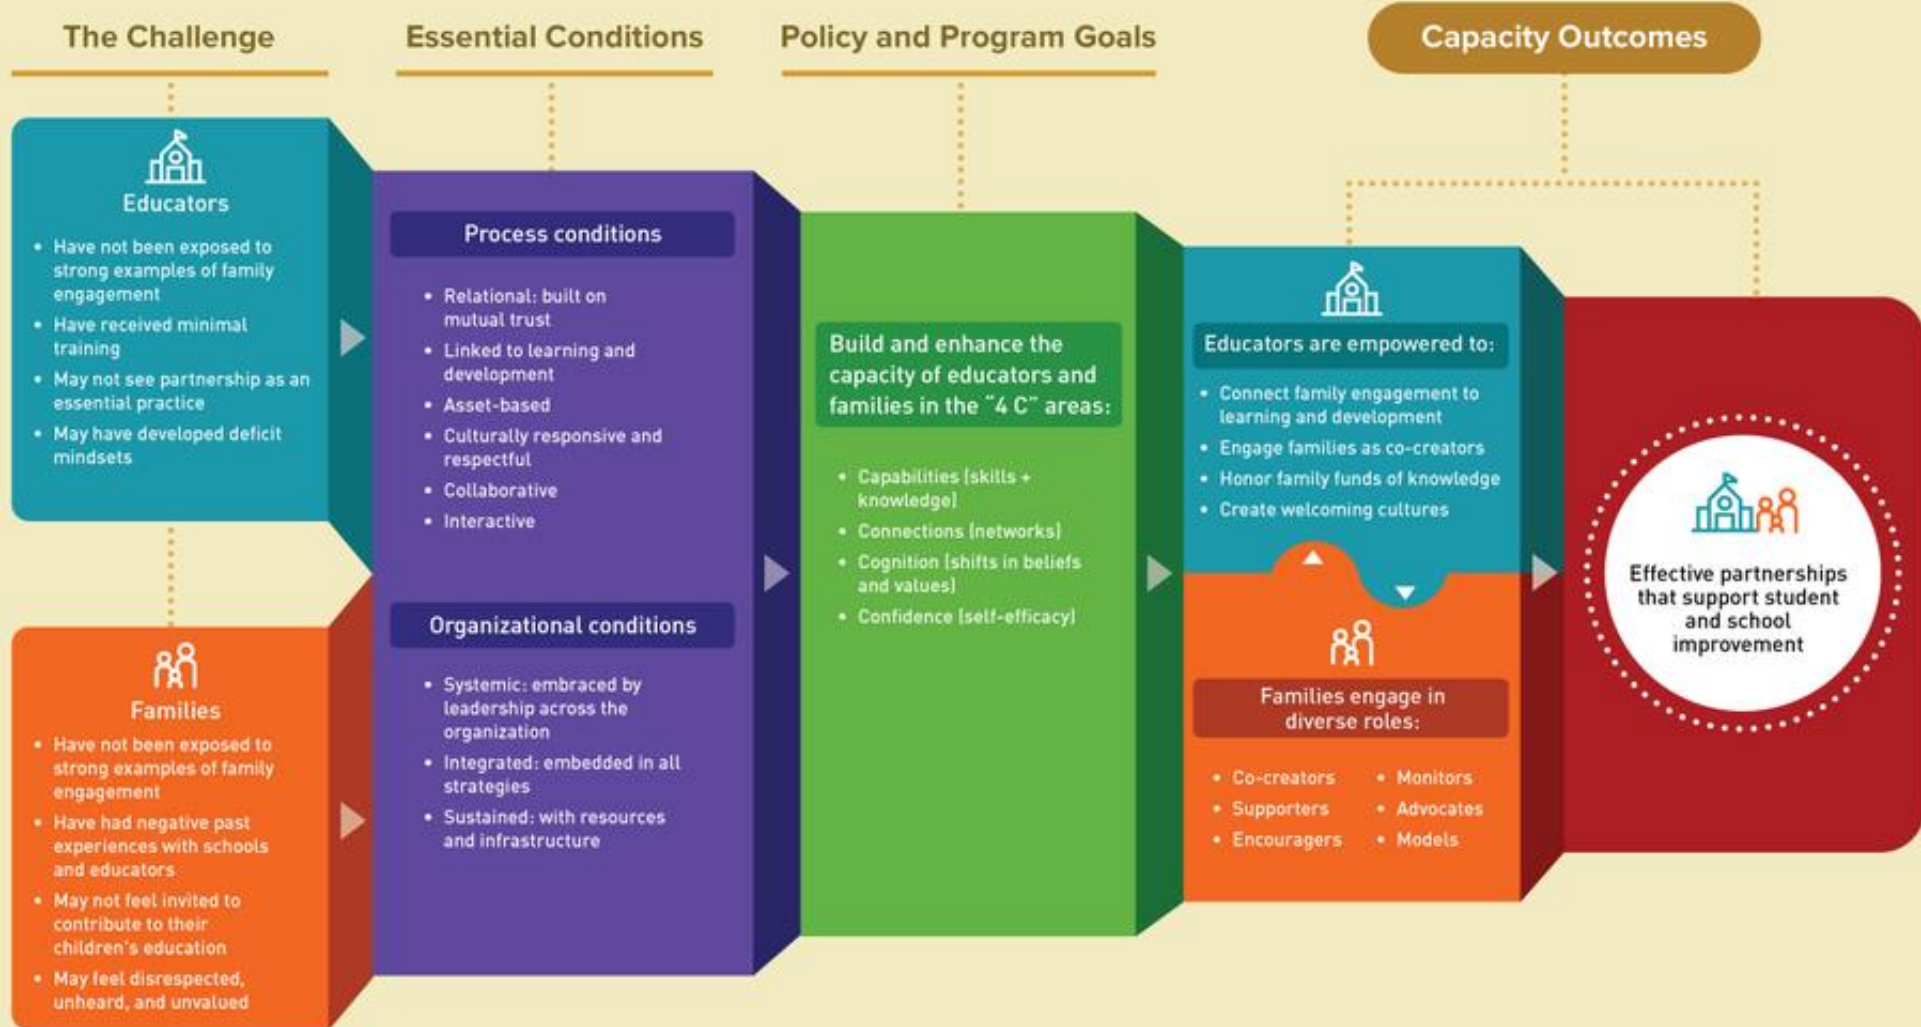 The Challenge
Essential Conditions
Policy and Program Goals
Capacity Outcomes
Educators
• Have not been exposed to
strong examples of family
engagement
• Have received minimal
training
• May not see partnership as an
essential practice
• May have developed deficit
mindsets
Families
• Have not been exposed to
strong examples of family
engagement
• Have had negative past
experiences with schools
and educators
• May not feel invited to
contribute to their
children's education
• May feel disrespected,
unheard, and unvalued
Process conditions
• Relational: built on
mutual trust
• Linked to learning and
development
• Asset-based
• Culturally responsive and
respectful
• Collaborative
• Interactive
Organizational conditions
• Systemic: embraced by
leadership across the
organization
• Integrated: embedded in all
strategies
• Sustained: with resources
and infrastructure
Build and enhance the
capacity of educators and
families in the "4 C" areas:
• Capabilities (skills +
knowledge)
• Connections (networks)
• Cognition (shifts in beliefs
and values)
• Confidence (self-efficacy)
Educators are empowered to:
• Connect family engagement to
learning and development
• Engage families as co-creators
• Honor family funds of knowledge
• Create welcoming cultures
Families engage in
diverse roles:
• Co-creators
• Supporters
• Encouragers
• Monitors
• Advocates
• Models
Effective partnerships
that support student
and school
improvement